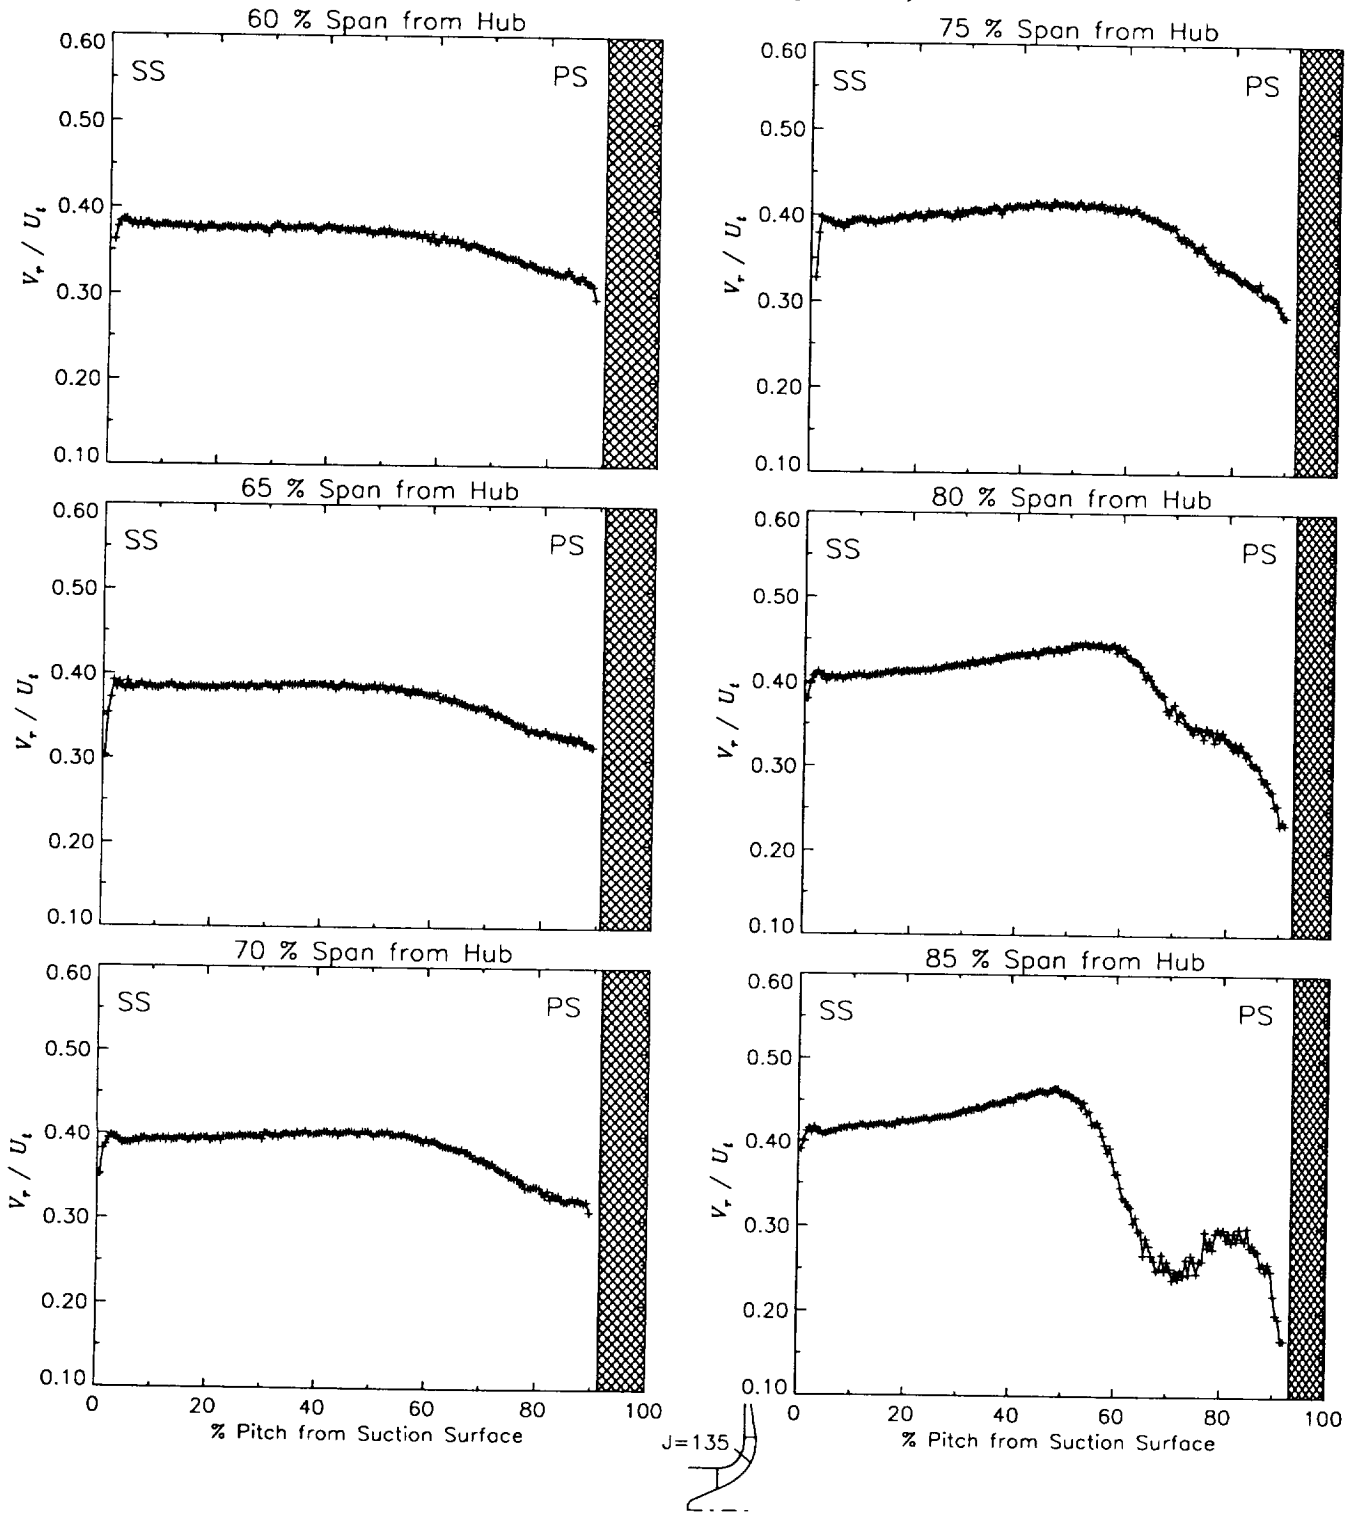 60 % Span from Hub
0.60
0.50
0.40
0.30
0.20
0.10
V_r / U_t
SS
PS
65 % Span from Hub
0.60
0.50
0.40
0.30
0.20
0.10
V_r / U_t
SS
PS
70 % Span from Hub
0.60
0.50
0.40
0.30
0.20
0.10
V_r / U_t
SS
PS
0 20 40 60 80 100
% Pitch from Suction Surface
75 % Span from Hub
0.60
0.50
0.40
0.30
0.20
0.10
V_r / U_t
SS
PS
80 % Span from Hub
0.60
0.50
0.40
0.30
0.20
0.10
V_r / U_t
SS
PS
85 % Span from Hub
0.60
0.50
0.40
0.30
0.20
0.10
V_r / U_t
SS
PS
0 20 40 60 80 100
% Pitch from Suction Surface
J=135